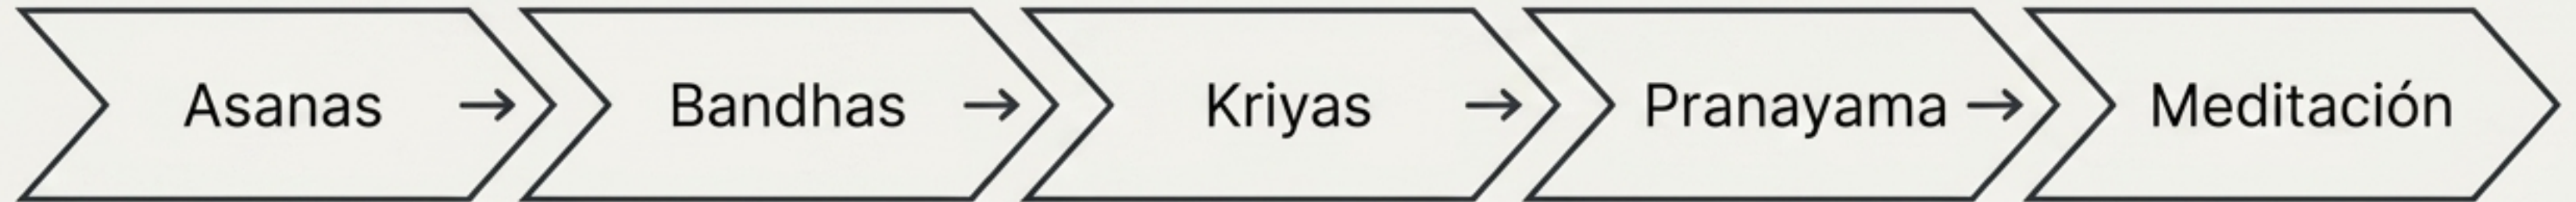 Asanas → Bandhas → Kriyas → Pranayama → Meditación